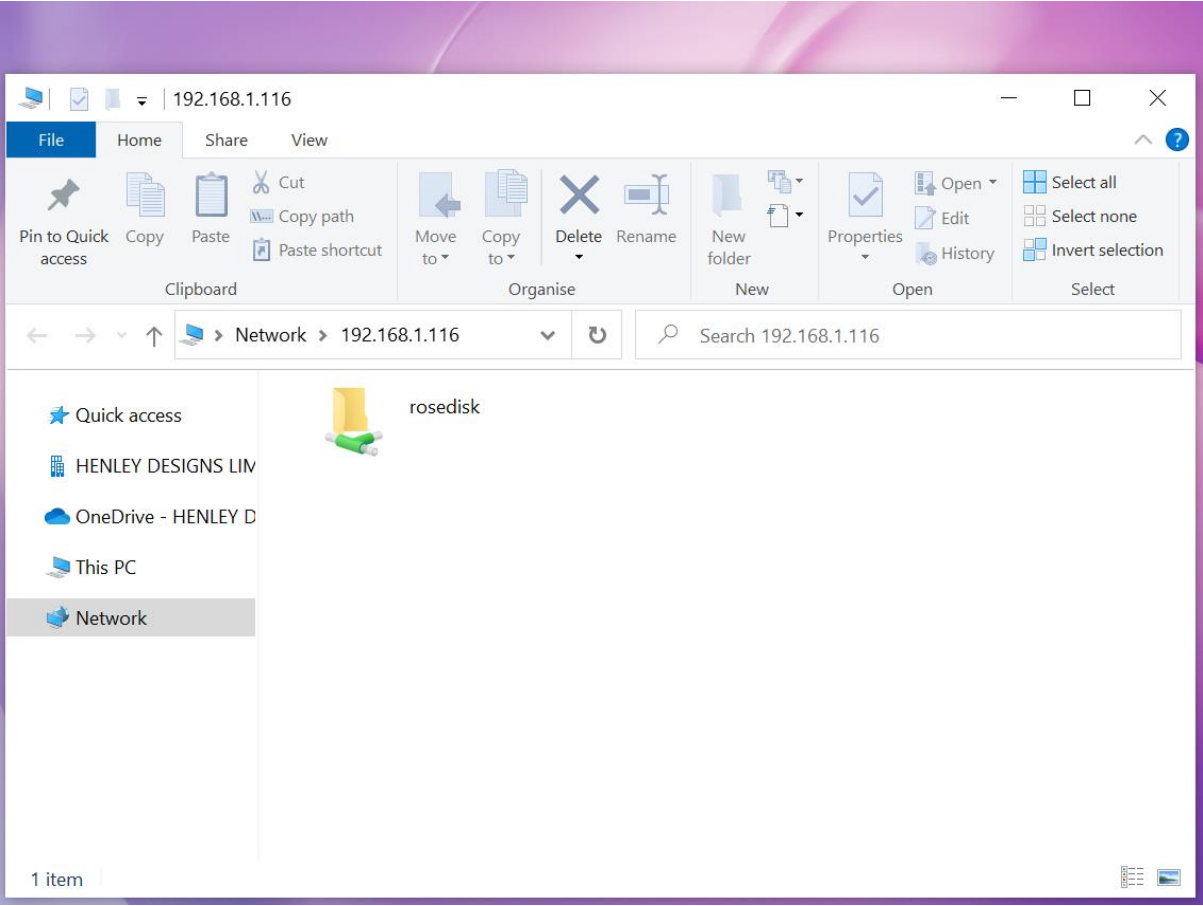 192.168.1.116
File Home Share View
Pin to Quick access
Copy
Paste
Cut
Copy path
Paste shortcut
Clipboard
Move to
Copy to
Delete
Rename
Organise
New folder
New
Properties
Open
Edit
History
Open
Select all
Select none
Invert selection
Select
Network 192.168.1.116
Search 192.168.1.116
Quick access
HENLEY DESIGNS LIM
OneDrive - HENLEY D
This PC
Network
rosedisk
1 item